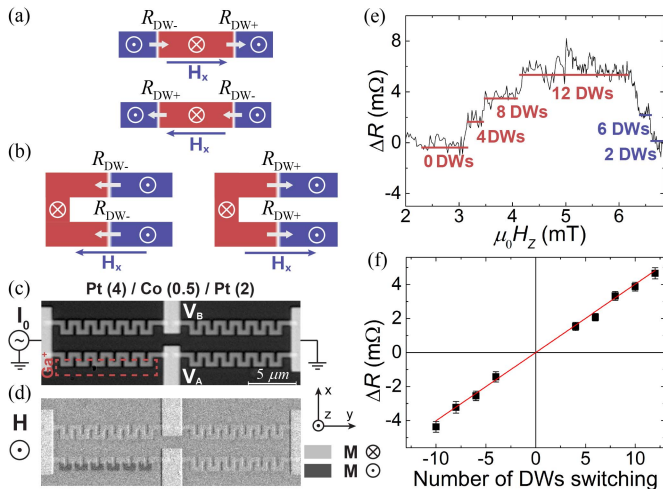 (a)
R_DW-
R_DW+
H_x
R_DW+
R_DW-
H_x
(b)
R_DW-
R_DW+
R_DW-
R_DW+
H_x
H_x
(c)
Pt (4) / Co (0.5) / Pt (2)
I_0
V_B
Ga+
V_A
5 μm
(d)
H
x
z
y
M
M
(e)
ΔR (mΩ)
8
4
0
-4
0 DWs
4 DWs
8 DWs
12 DWs
6 DWs
2 DWs
2 3 4 5 6
μ₀H_Z (mT)
(f)
ΔR (mΩ)
4
2
0
-2
-4
-10 -5 0 5 10
Number of DWs switching